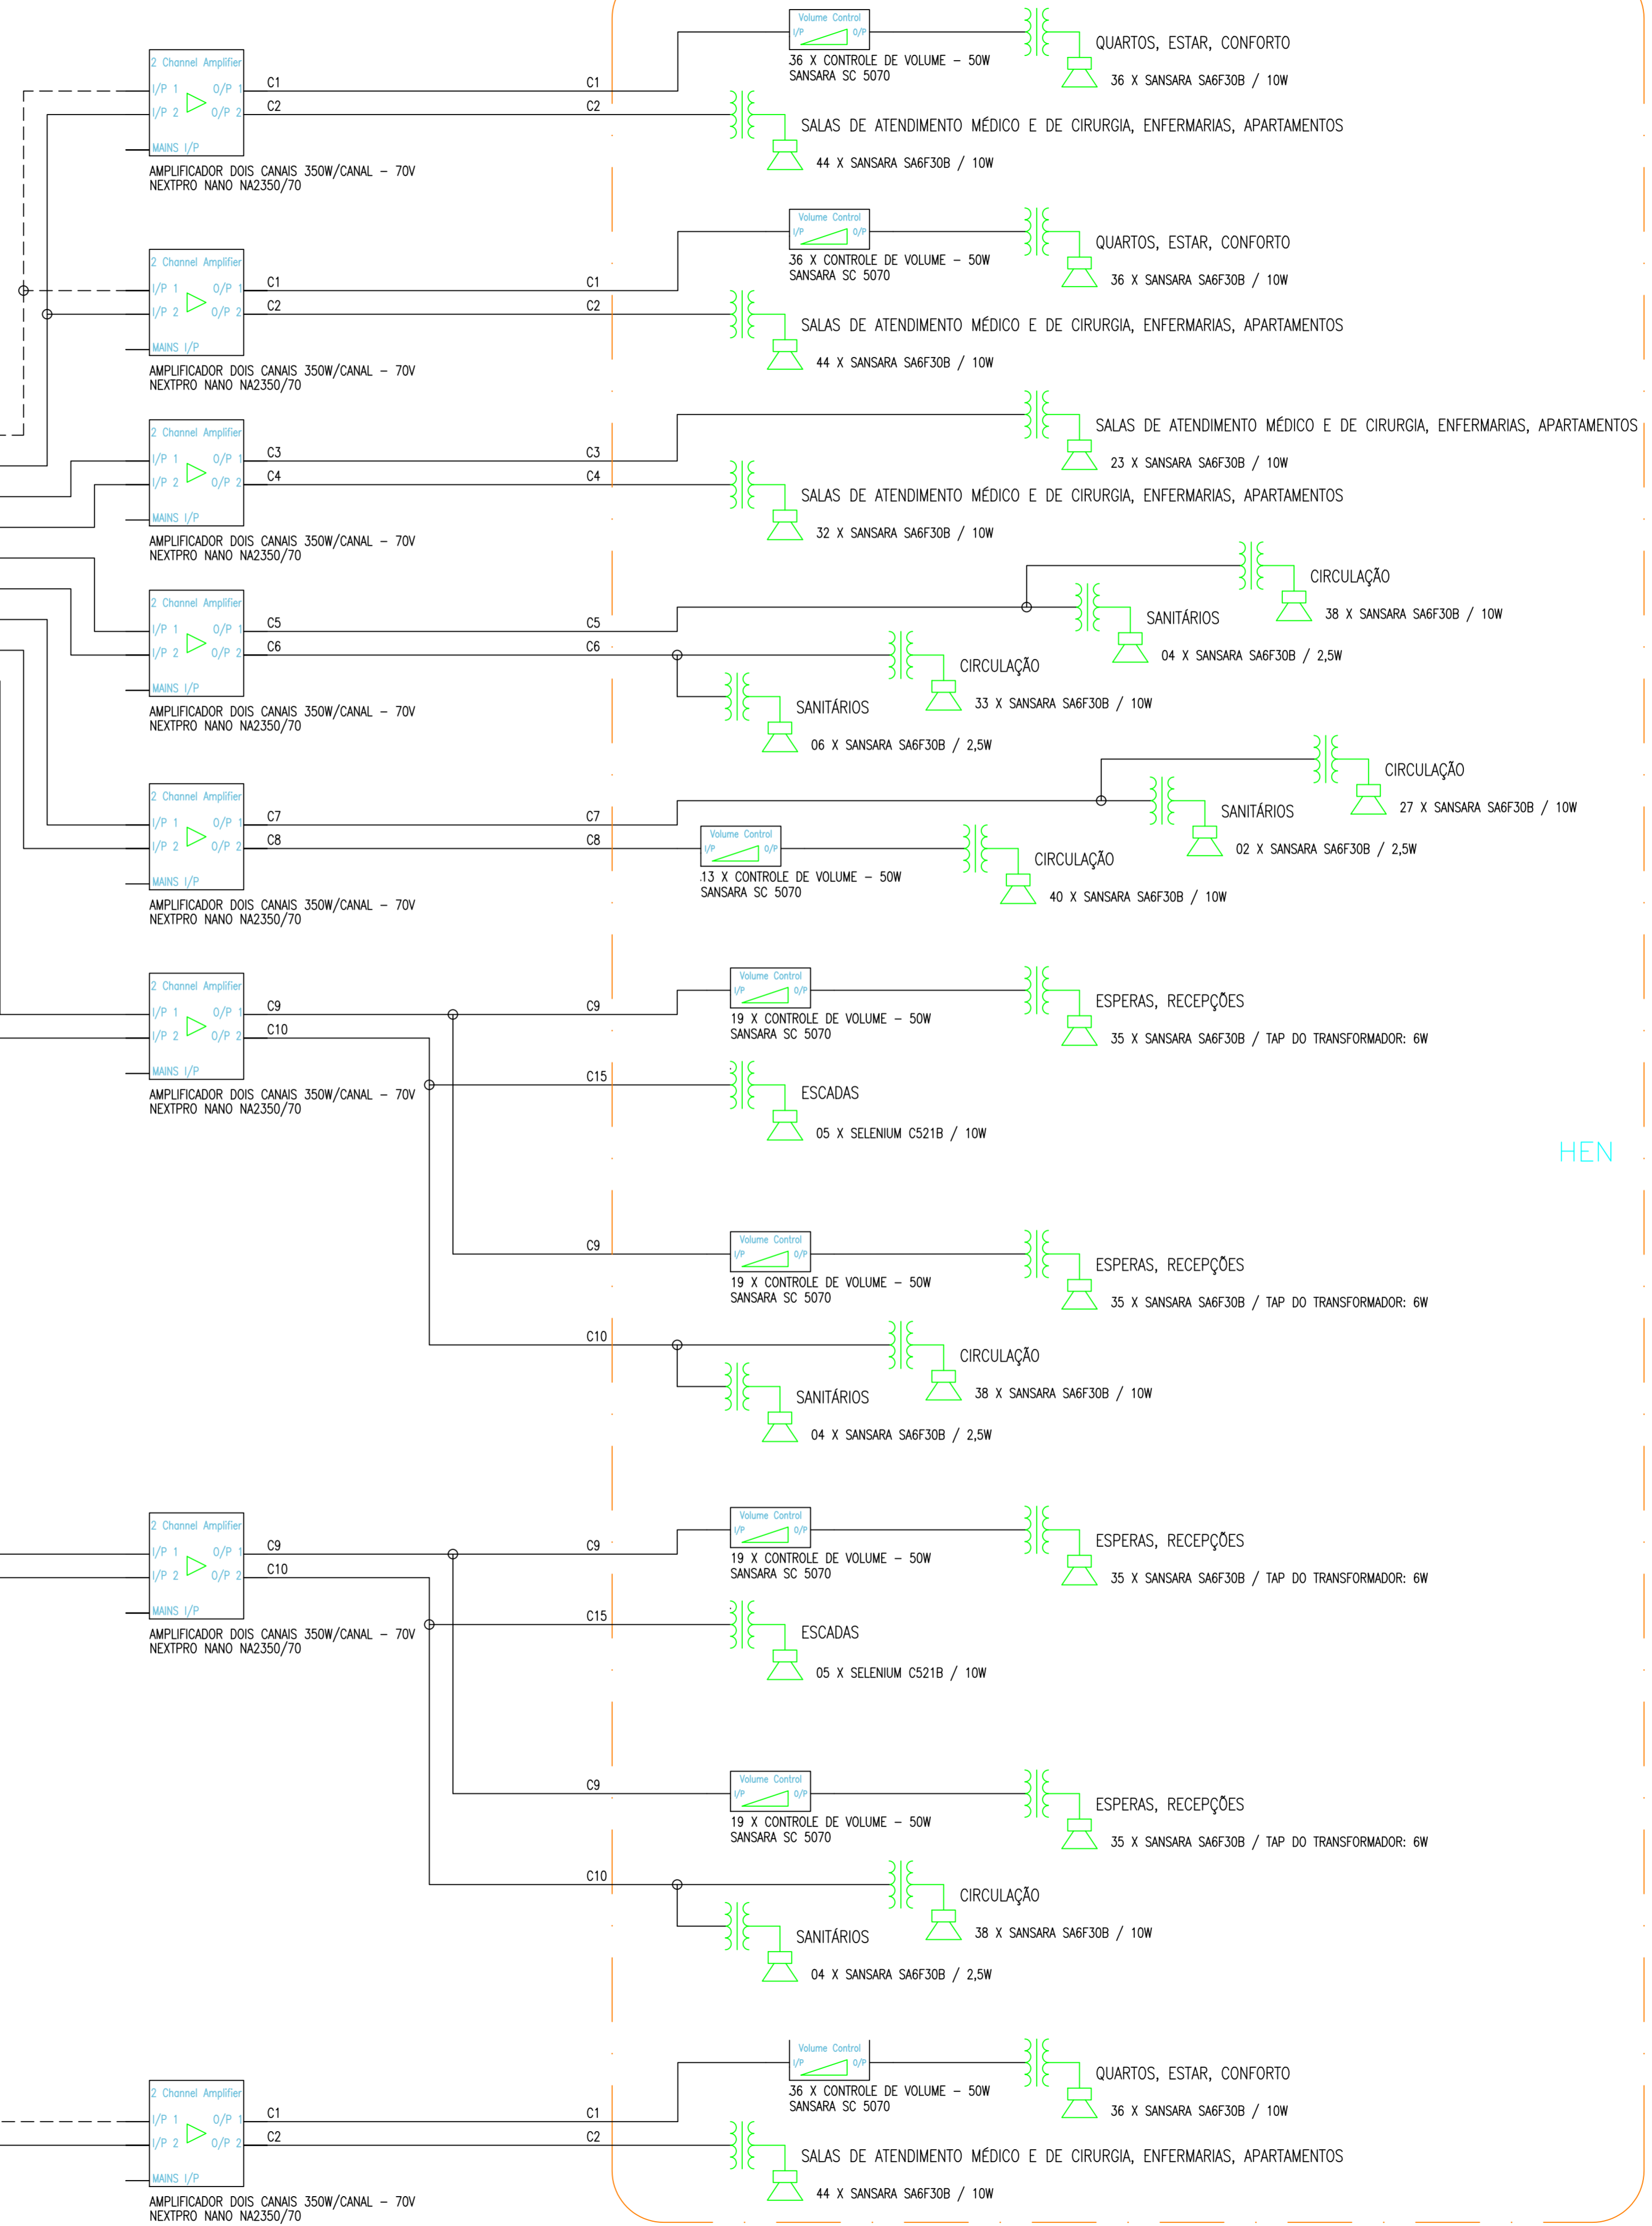 Volume Control
I/P O/P
36 X CONTROLE DE VOLUME - 50W
SANSARA SC 5070
QUARTOS, ESTAR, CONFORTO
36 X SANSARA SA6F30B / 10W
2 Channel Amplifier
I/P 1 O/P 1
I/P 2 O/P 2
MAINS I/P
C1 C1
C2 C2
AMPLIFICADOR DOIS CANAIS 350W/CANAL - 70V
NEXTPRO NANO NA2350/70
SALAS DE ATENDIMENTO MÉDICO E DE CIRURGIA, ENFERMARIAS, APARTAMENTOS
44 X SANSARA SA6F30B / 10W
Volume Control
I/P O/P
36 X CONTROLE DE VOLUME - 50W
SANSARA SC 5070
QUARTOS, ESTAR, CONFORTO
36 X SANSARA SA6F30B / 10W
2 Channel Amplifier
I/P 1 O/P 1
I/P 2 O/P 2
MAINS I/P
C1 C1
C2 C2
AMPLIFICADOR DOIS CANAIS 350W/CANAL - 70V
NEXTPRO NANO NA2350/70
SALAS DE ATENDIMENTO MÉDICO E DE CIRURGIA, ENFERMARIAS, APARTAMENTOS
44 X SANSARA SA6F30B / 10W
2 Channel Amplifier
I/P 1 O/P 1
I/P 2 O/P 2
MAINS I/P
C3 C3
C4 C4
AMPLIFICADOR DOIS CANAIS 350W/CANAL - 70V
NEXTPRO NANO NA2350/70
SALAS DE ATENDIMENTO MÉDICO E DE CIRURGIA, ENFERMARIAS, APARTAMENTOS
23 X SANSARA SA6F30B / 10W
SALAS DE ATENDIMENTO MÉDICO E DE CIRURGIA, ENFERMARIAS, APARTAMENTOS
32 X SANSARA SA6F30B / 10W
2 Channel Amplifier
I/P 1 O/P 1
I/P 2 O/P 2
MAINS I/P
C5 C5
C6 C6
AMPLIFICADOR DOIS CANAIS 350W/CANAL - 70V
NEXTPRO NANO NA2350/70
CIRCULAÇÃO
38 X SANSARA SA6F30B / 10W
SANITÁRIOS
04 X SANSARA SA6F30B / 2,5W
CIRCULAÇÃO
33 X SANSARA SA6F30B / 10W
SANITÁRIOS
06 X SANSARA SA6F30B / 2,5W
2 Channel Amplifier
I/P 1 O/P 1
I/P 2 O/P 2
MAINS I/P
C7 C7
C8 C8
AMPLIFICADOR DOIS CANAIS 350W/CANAL - 70V
NEXTPRO NANO NA2350/70
CIRCULAÇÃO
27 X SANSARA SA6F30B / 10W
SANITÁRIOS
02 X SANSARA SA6F30B / 2,5W
Volume Control
I/P O/P
13 X CONTROLE DE VOLUME - 50W
SANSARA SC 5070
CIRCULAÇÃO
40 X SANSARA SA6F30B / 10W
2 Channel Amplifier
I/P 1 O/P 1
I/P 2 O/P 2
MAINS I/P
C9 C9
C10
AMPLIFICADOR DOIS CANAIS 350W/CANAL - 70V
NEXTPRO NANO NA2350/70
Volume Control
I/P O/P
19 X CONTROLE DE VOLUME - 50W
SANSARA SC 5070
ESPERAS, RECEPÇÕES
35 X SANSARA SA6F30B / TAP DO TRANSFORMADOR: 6W
C15
ESCADAS
05 X SELENIUM C521B / 10W
HEN
C9
Volume Control
I/P O/P
19 X CONTROLE DE VOLUME - 50W
SANSARA SC 5070
ESPERAS, RECEPÇÕES
35 X SANSARA SA6F30B / TAP DO TRANSFORMADOR: 6W
C10
CIRCULAÇÃO
38 X SANSARA SA6F30B / 10W
SANITÁRIOS
04 X SANSARA SA6F30B / 2,5W
2 Channel Amplifier
I/P 1 O/P 1
I/P 2 O/P 2
MAINS I/P
C9 C9
C10
AMPLIFICADOR DOIS CANAIS 350W/CANAL - 70V
NEXTPRO NANO NA2350/70
Volume Control
I/P O/P
19 X CONTROLE DE VOLUME - 50W
SANSARA SC 5070
ESPERAS, RECEPÇÕES
35 X SANSARA SA6F30B / TAP DO TRANSFORMADOR: 6W
C15
ESCADAS
05 X SELENIUM C521B / 10W
C9
Volume Control
I/P O/P
19 X CONTROLE DE VOLUME - 50W
SANSARA SC 5070
ESPERAS, RECEPÇÕES
35 X SANSARA SA6F30B / TAP DO TRANSFORMADOR: 6W
C10
CIRCULAÇÃO
38 X SANSARA SA6F30B / 10W
SANITÁRIOS
04 X SANSARA SA6F30B / 2,5W
Volume Control
I/P O/P
36 X CONTROLE DE VOLUME - 50W
SANSARA SC 5070
QUARTOS, ESTAR, CONFORTO
36 X SANSARA SA6F30B / 10W
2 Channel Amplifier
I/P 1 O/P 1
I/P 2 O/P 2
MAINS I/P
C1 C1
C2 C2
AMPLIFICADOR DOIS CANAIS 350W/CANAL - 70V
NEXTPRO NANO NA2350/70
SALAS DE ATENDIMENTO MÉDICO E DE CIRURGIA, ENFERMARIAS, APARTAMENTOS
44 X SANSARA SA6F30B / 10W